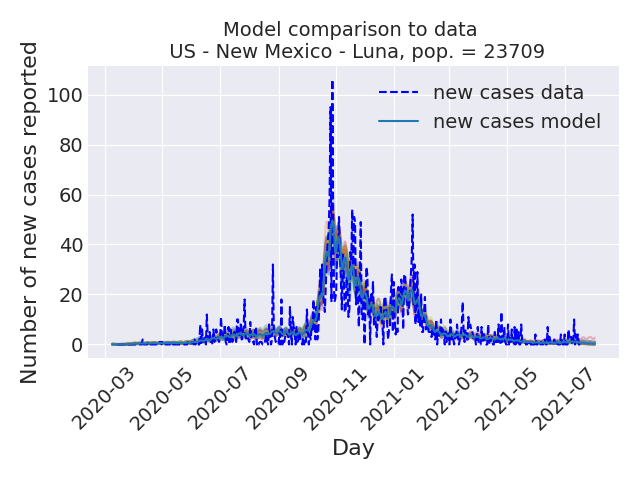 Model comparison to data
US - New Mexico - Luna, pop. = 23709
Number of new cases reported
100
80
60
40
20
0
new cases data
new cases model
2020-03
2020-05
2020-07
2020-09
2020-11
2021-01
2021-03
2021-05
2021-07
Day